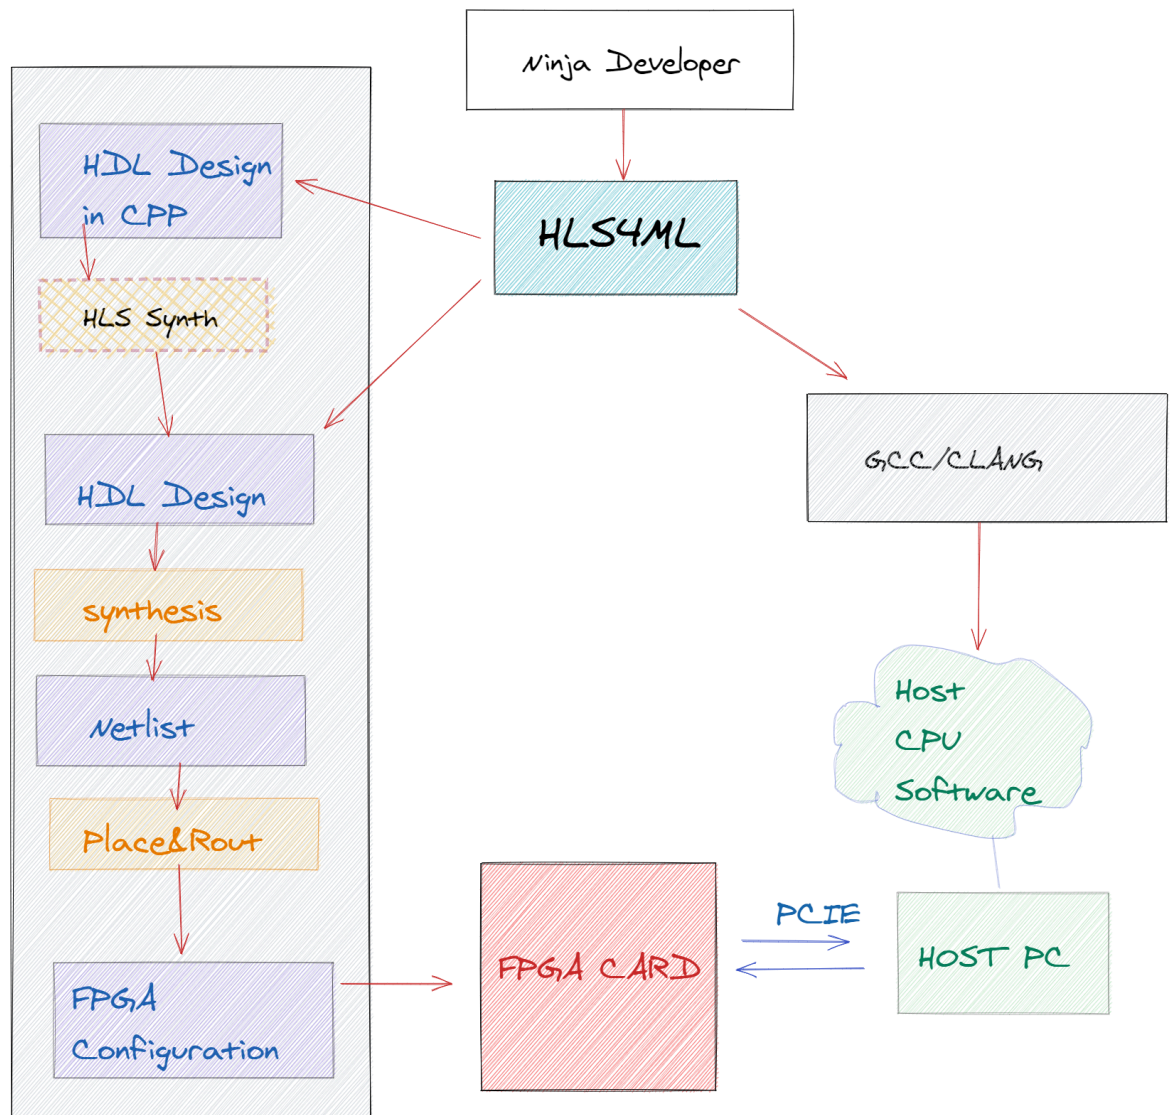 Ninja Developer
HDL Design
in CPP
HLS4ML
HLS Synth
GCC/CLANG
HDL Design
synthesis
Netlist
Host
CPU
Software
Place&Rout
PCIE
FPGA CARD
HOST PC
FPGA
Configuration